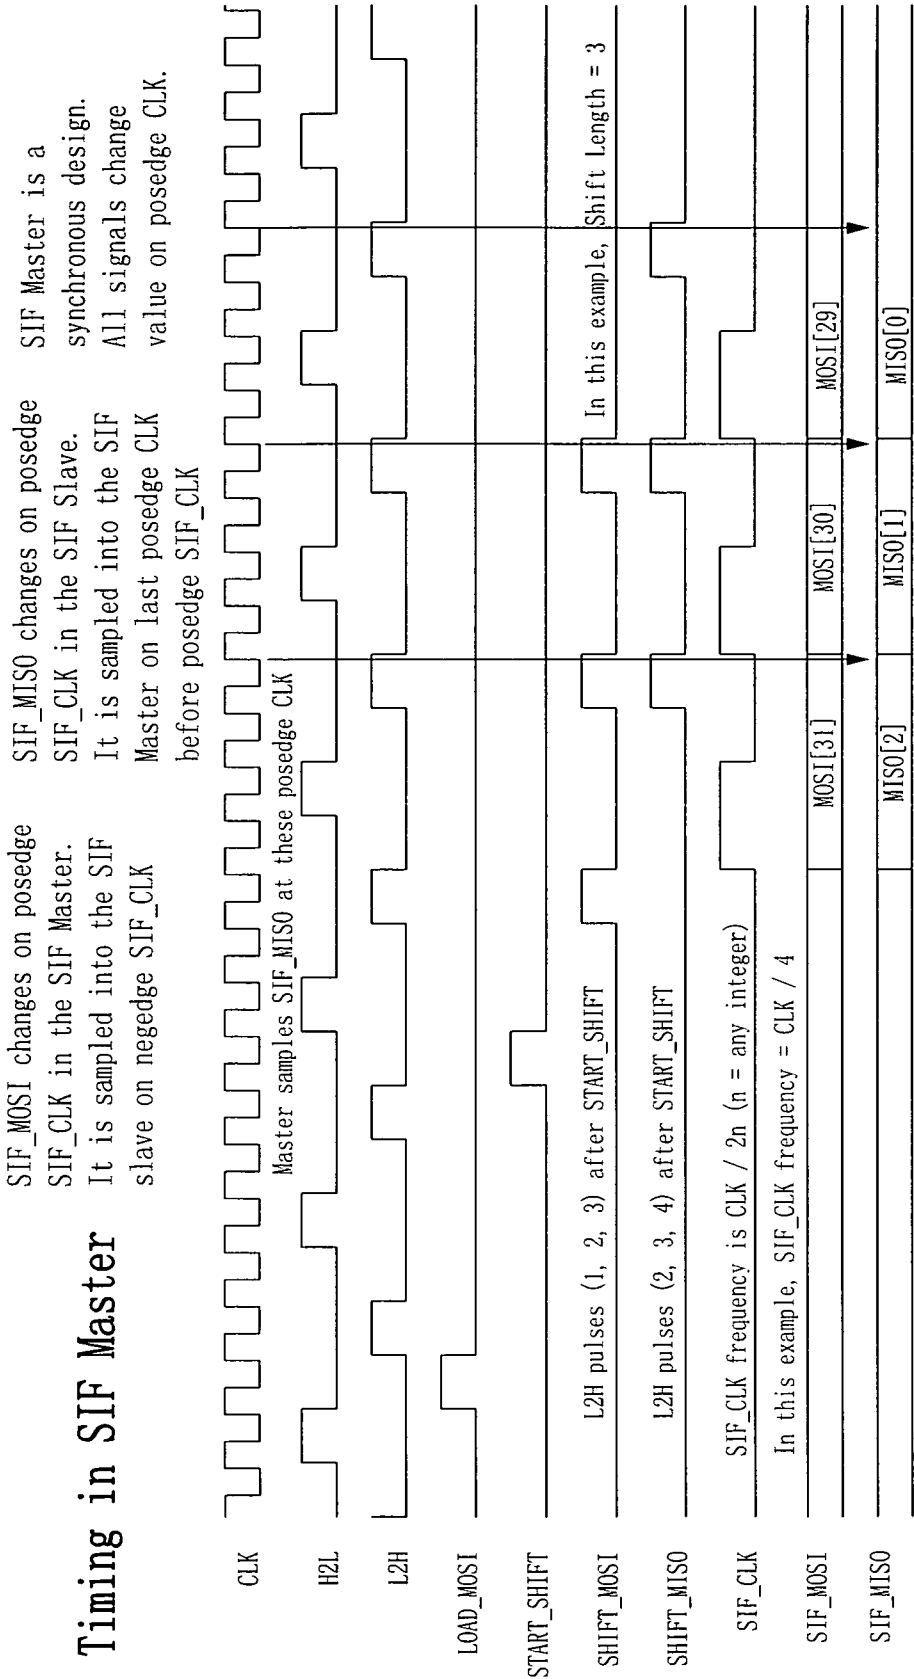 Timing in SIF Master
SIF_MOSI changes on posedge
SIF_CLK in the SIF Master.
It is sampled into the SIF
slave on negedge SIF_CLK
SIF_MISO changes on posedge
SIF_CLK in the SIF Slave.
It is sampled into the SIF
Master on last posedge CLK
before posedge SIF_CLK
SIF Master is a
synchronous design.
All signals change
value on posedge CLK.
CLK
Master samples SIF_MISO at these posedge CLK
H2L
L2H
LOAD_MOSI
START_SHIFT
SHIFT_MOSI
L2H pulses (1, 2, 3) after START_SHIFT
In this example, Shift Length = 3
SHIFT_MISO
L2H pulses (2, 3, 4) after START_SHIFT
SIF_CLK
SIF_CLK frequency is CLK / 2n (n = any integer)
In this example, SIF_CLK frequency = CLK / 4
SIF_MOSI
MOSI[31]
MOSI[30]
MOSI[29]
SIF_MISO
MISO[2]
MISO[1]
MISO[0]